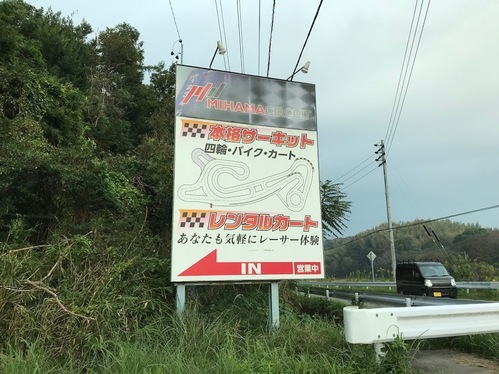 MIHAMA CIRCUIT
本格サーキット
四輪・バイク・カート
レンタルカート
あなたも気軽にレーサー体験
IN
営業中